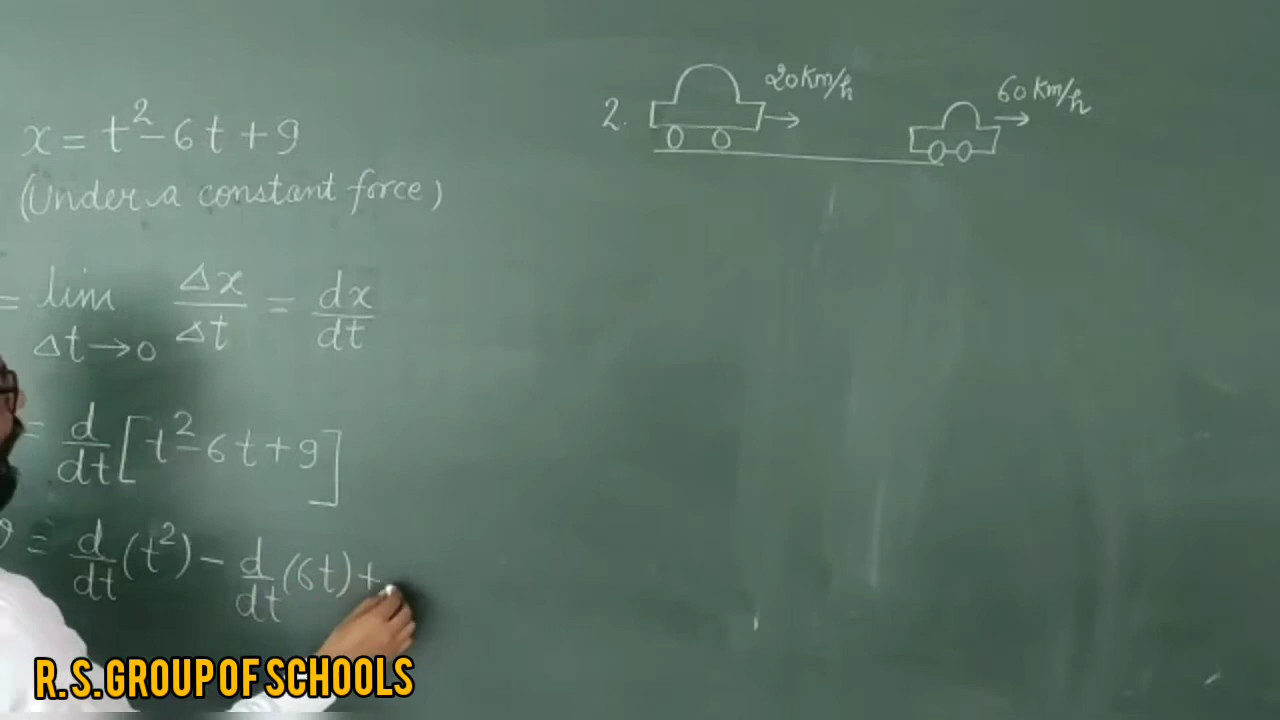 x = t² - 6t + 9
(Under a constant force)
= lim Δt→0 Δx/Δt = dx/dt
= d/dt [t² - 6t + 9]
= d/dt (t²) - d/dt (6t) +
2. 20 Km/h 60 Km/h
R. S. GROUP OF SCHOOLS